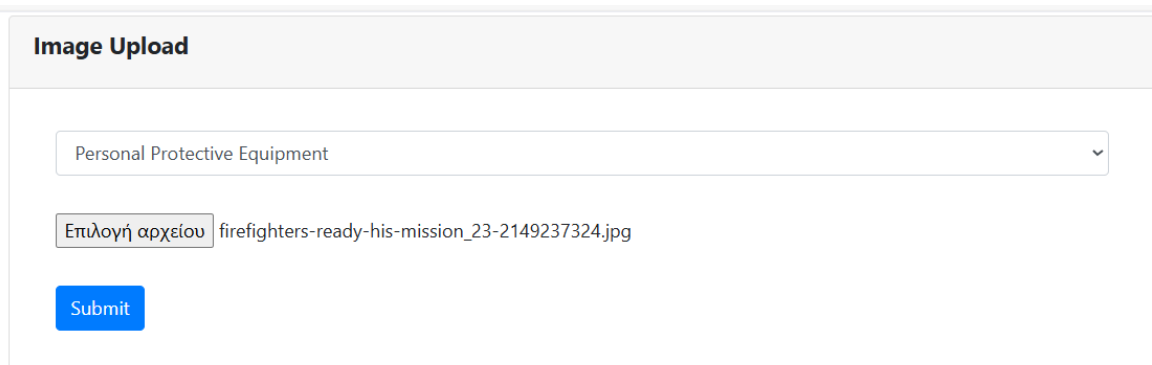 Image Upload
Personal Protective Equipment
Επιλογή αρχείου firefighters-ready-his-mission_23-2149237324.jpg
Submit